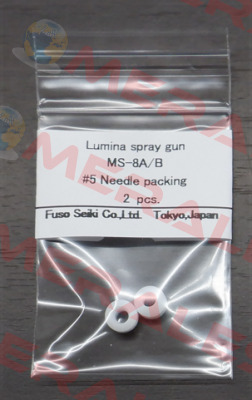 Lumina spray gun
MS-8A/B
#5 Needle packing
2 pcs.
Fuso Seiki Co.,Ltd. Tokyo,Japan